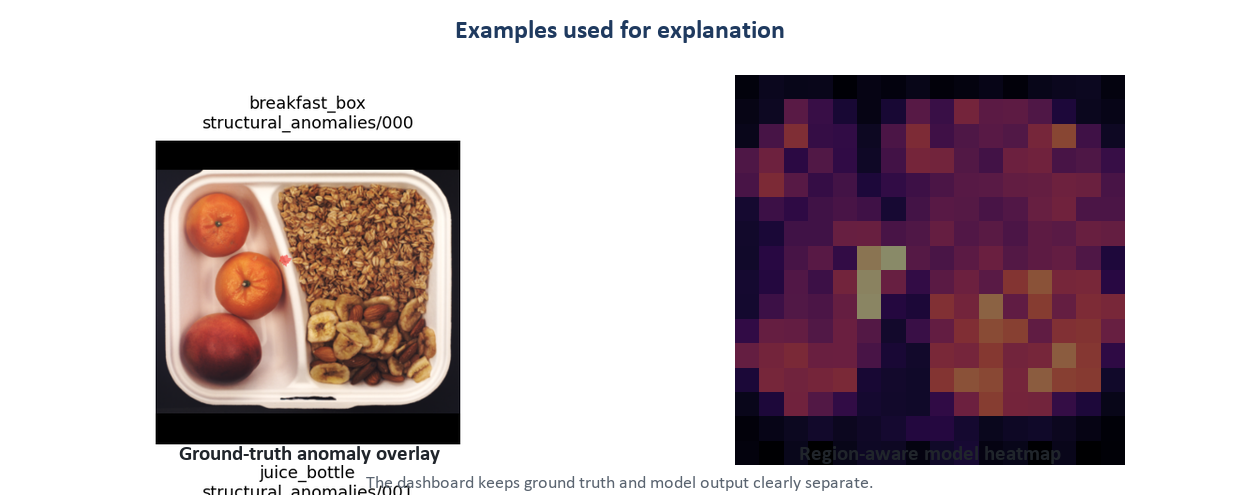 Examples used for explanation
breakfast_box
structural_anomalies/000
Ground-truth anomaly overlay
Region-aware model heatmap
juice_bottle
The dashboard keeps ground truth and model output clearly separate.
structural_anomalies/001